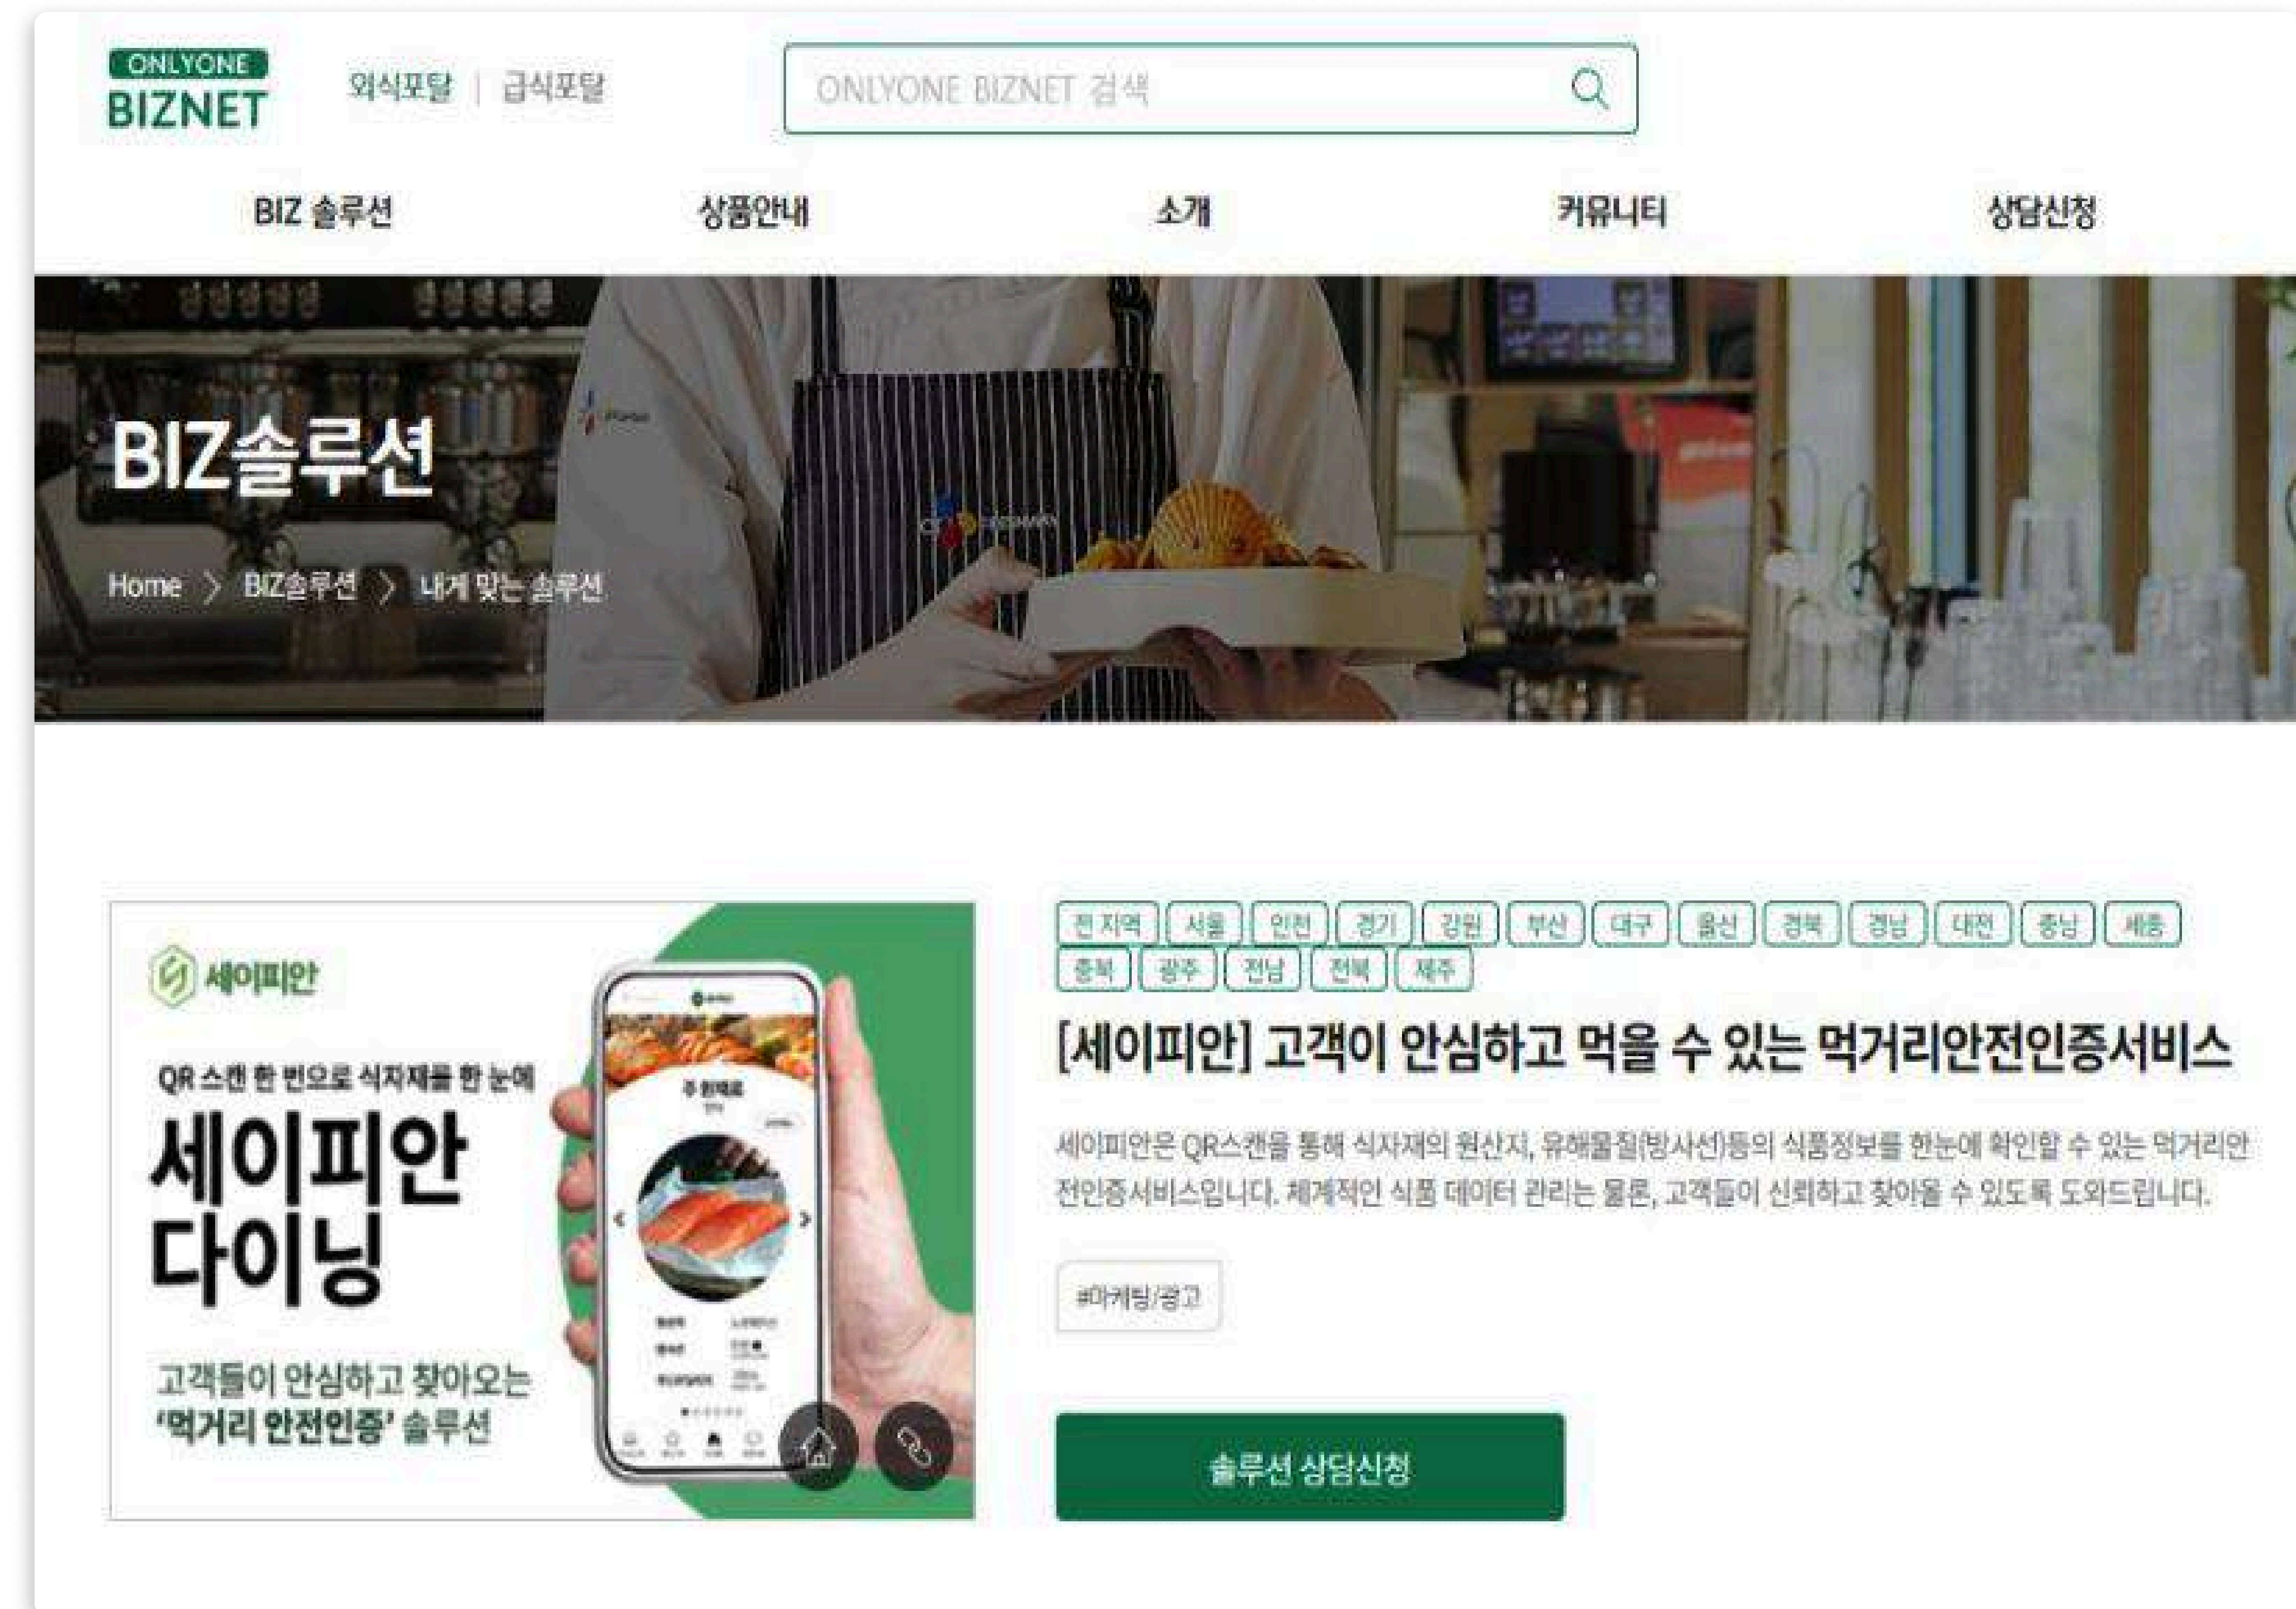 ONLYONE
BIZNET
외식포탈 | 급식포탈
ONLYONE BIZNET 검색
BIZ 솔루션 상품안내 소개 커뮤니티 상담신청
BIZ솔루션
Home 〉 BIZ솔루션 〉 내게 맞는 솔루션
세이피안
QR 스캔 한 번으로 식자재를 한 눈에
세이피안
다이닝
고객들이 안심하고 찾아오는
'먹거리 안전인증' 솔루션
주 원재료
전 지역 서울 인천 경기 강원 부산 대구 울산 경북 경남 대전 충남 세종
충북 광주 전남 전북 제주
[세이피안] 고객이 안심하고 먹을 수 있는 먹거리안전인증서비스
세이피안은 QR스캔을 통해 식자재의 원산지, 유해물질(방사선)등의 식품정보를 한눈에 확인할 수 있는 먹거리안
전인증서비스입니다. 체계적인 식품 데이터 관리는 물론, 고객들이 신뢰하고 찾아올 수 있도록 도와드립니다.
#마케팅/광고
솔루션 상담신청